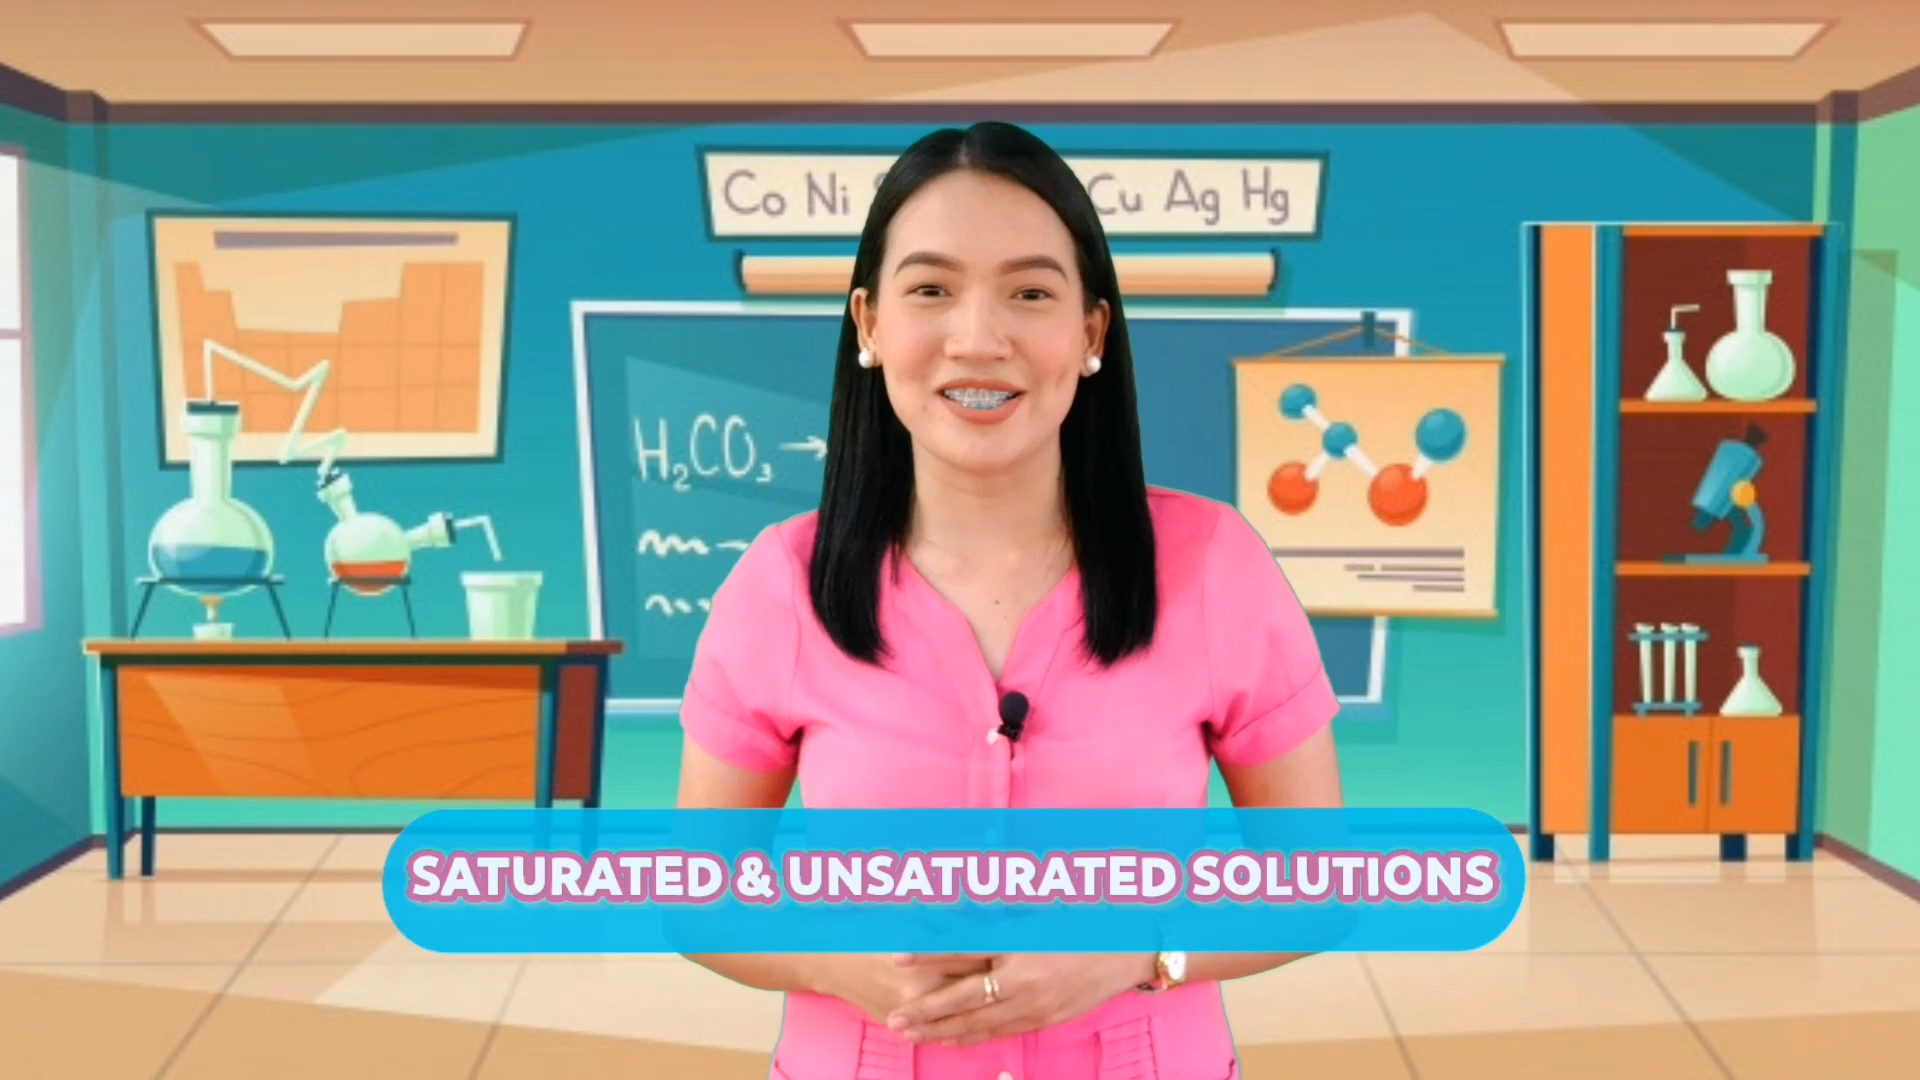 Co Ni Cu Ag Hg
H₂CO₃ →
SATURATED & UNSATURATED SOLUTIONS